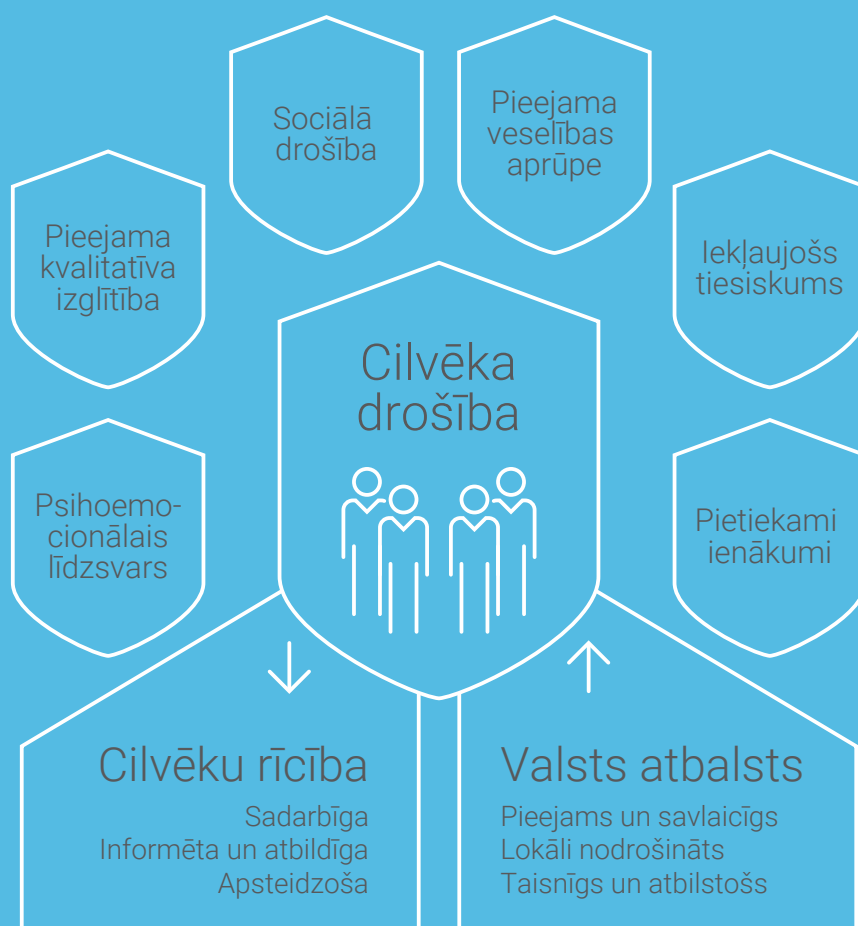 Sociālā
drošība
Pieejama
veselības
aprūpe
Pieejama
kvalitatīva
izglītība
Iekļaujošs
tiesiskums
Cilvēka
drošība
Psihoemo-
cionālais
līdzsvars
Pietiekami
ienākumi
Cilvēku rīcība
Sadarbīga
Informēta un atbildīga
Apsteidzoša
Valsts atbalsts
Pieejams un savlaicīgs
Lokāli nodrošināts
Taisnīgs un atbilstošs